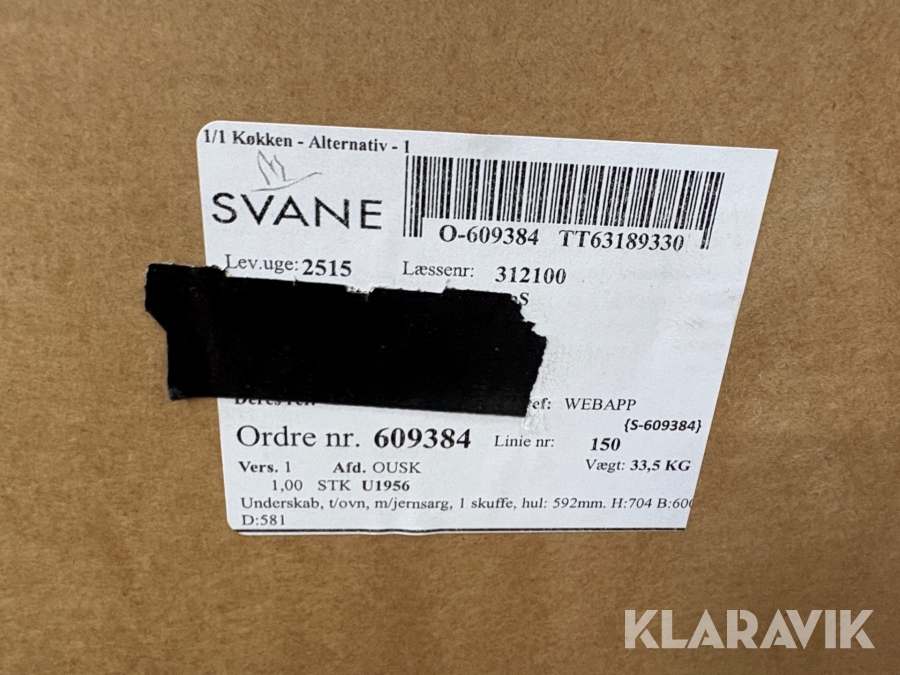 1/1 Køkken - Alternativ - 1
SVANE
O-609384 TT63189330
Lev.uge: 2515 Læssenr: 312100
WEBAPP
{S-609384}
Ordre nr. 609384 Linie nr: 150
Vers. 1 Afd. OUSK Vægt: 33,5 KG
1,00 STK U1956
Underskab, t/ovn, m/jernsarg, 1 skuffe, hul: 592mm. H:704 B:600
D:581
KLARAVIK